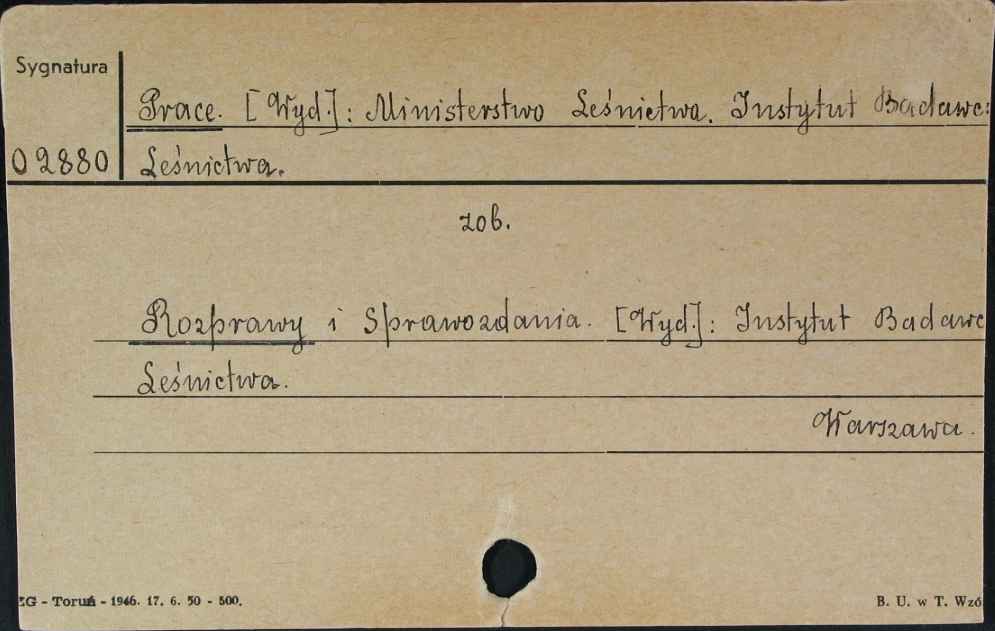 Sygnatura
Prace. [Wyd.]: Ministerstwo Leśnictwa. Instytut Badawc:
02880 Leśnictwa.
zob.
Rozprawy i Sprawozdania. [Wyd.]: Instytut Badawc
Leśnictwa.
Warszawa.
ZG - Toruń - 1946. 17. 6. 50 - 500.
B. U. w T. Wzó